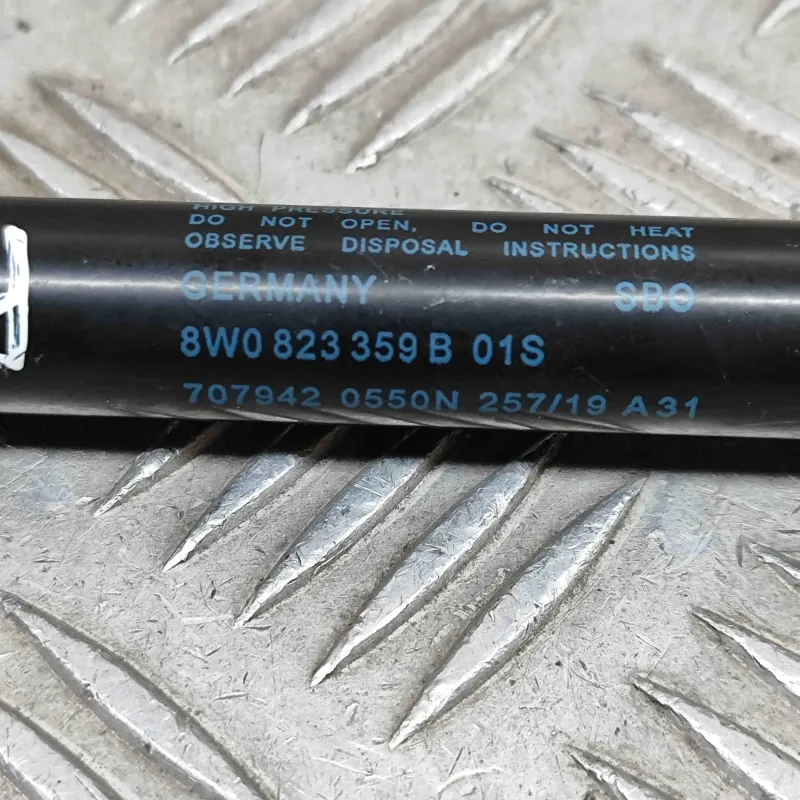 HIGH PRESSURE
DO NOT OPEN, DO NOT HEAT
OBSERVE DISPOSAL INSTRUCTIONS
GERMANY SBO
8W0 823 359 B 01S
707942 0550N 257/19 A31